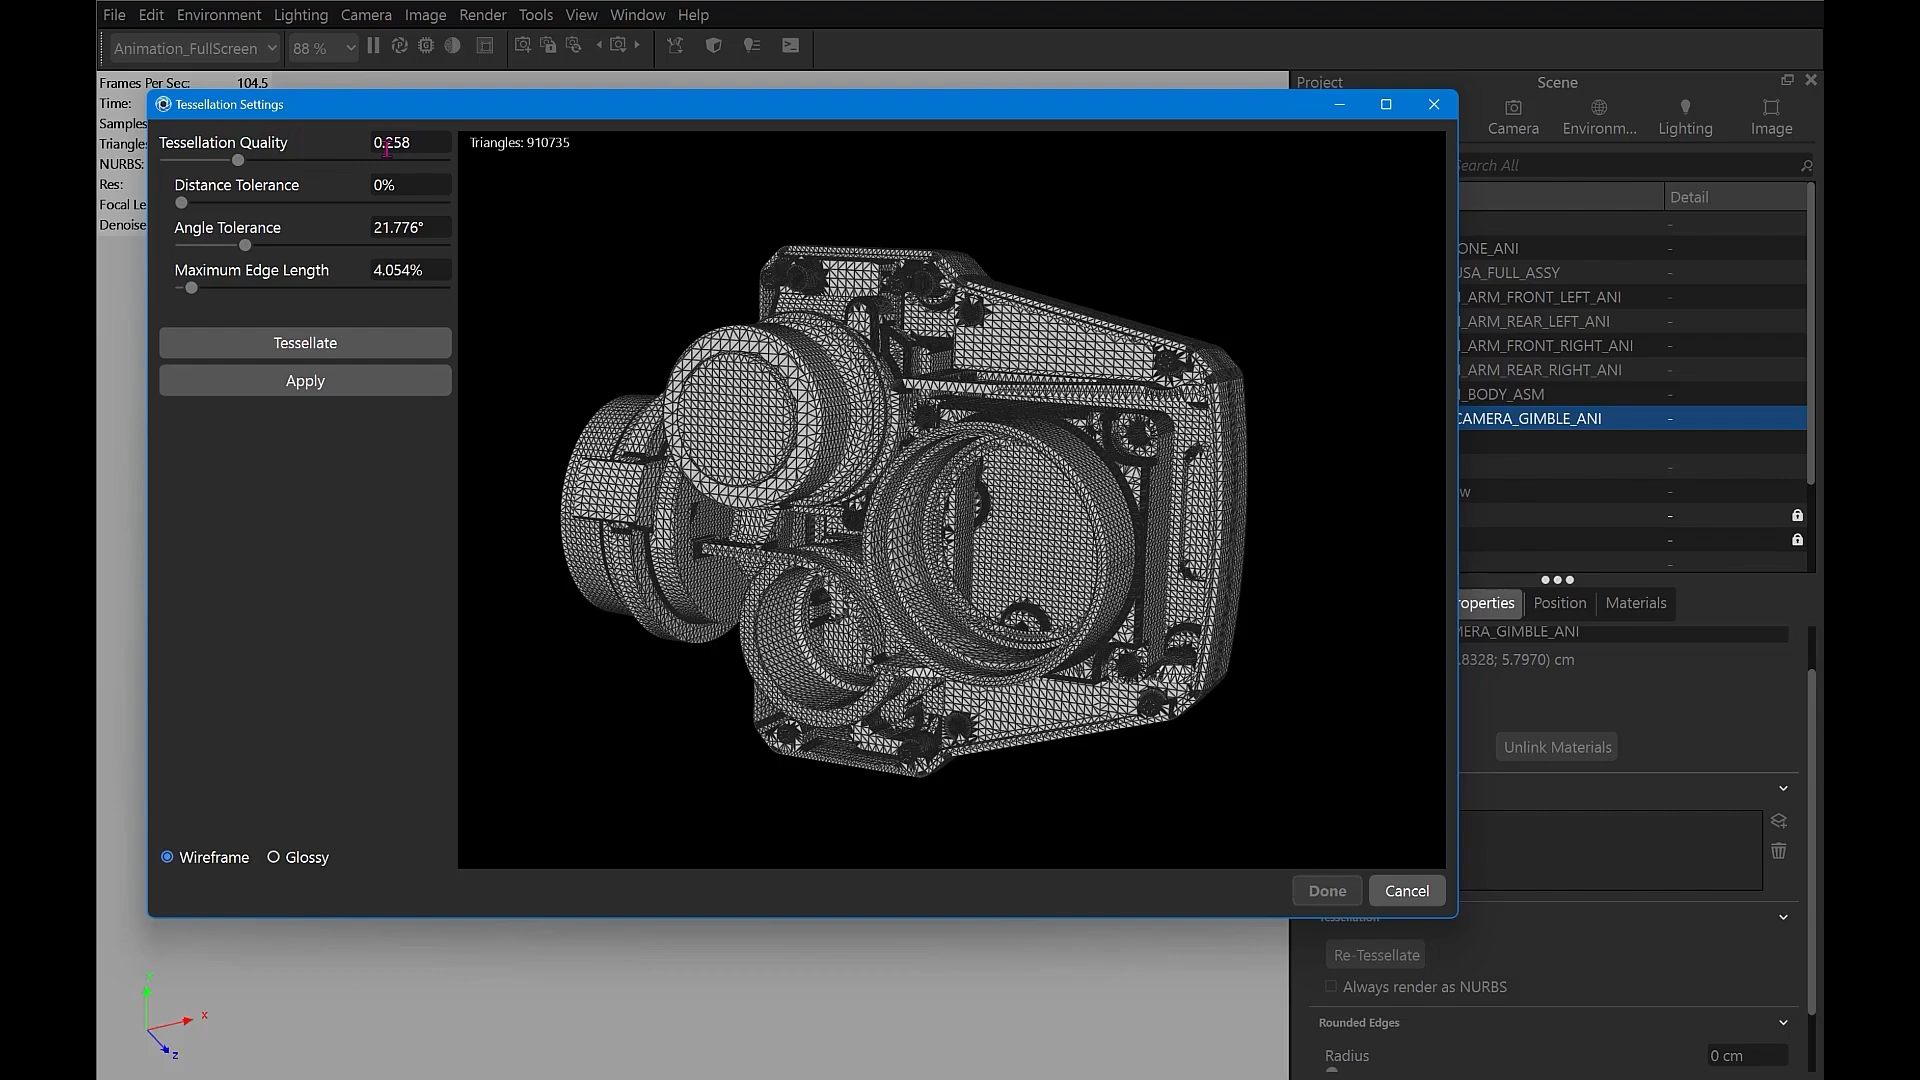 File Edit Environment Lighting Camera Image Render Tools View Window Help
Animation_FullScreen 88 %
Frames Per Sec: 104.5
Time:
Samples
Triangle
NURBS:
Res:
Focal Le
Denoise
Tessellation Settings
Tessellation Quality 0.258
Distance Tolerance 0%
Angle Tolerance 21.776°
Maximum Edge Length 4.054%
Tessellate
Apply
Wireframe Glossy
Triangles: 910735
Done Cancel
Project Scene
Camera Environm... Lighting Image
Search All
Detail
-
ONE_ANI -
USA_FULL_ASSY -
_ARM_FRONT_LEFT_ANI -
_ARM_REAR_LEFT_ANI -
_ARM_FRONT_RIGHT_ANI -
_ARM_REAR_RIGHT_ANI -
_BODY_ASM -
CAMERA_GIMBLE_ANI -
-
w -
-
-
-
roperties Position Materials
MERA_GIMBLE_ANI
.8328; 5.7970) cm
Unlink Materials
Tessellation
Re-Tessellate
Always render as NURBS
Rounded Edges
Radius 0 cm
Y
X
Z